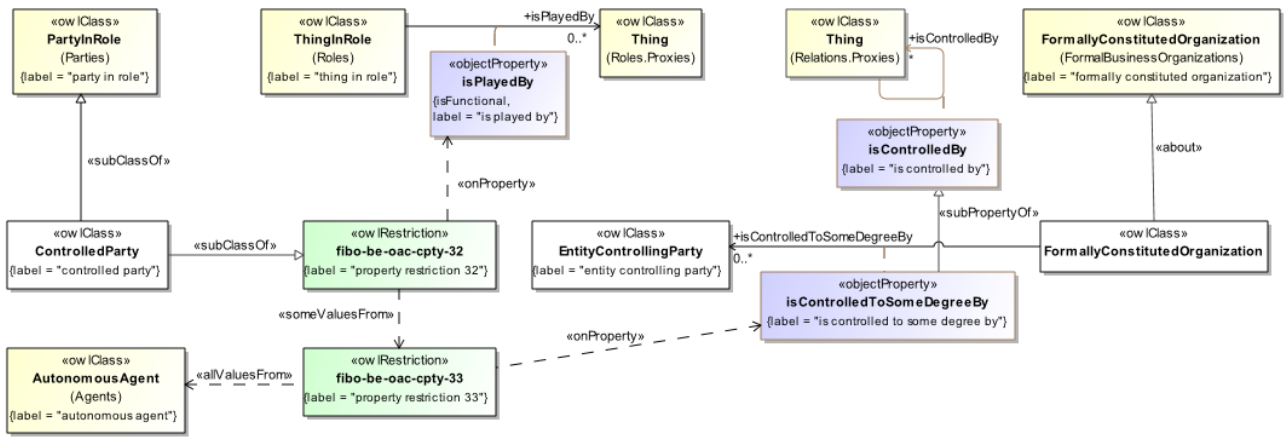 «owlClass»
PartyInRole
(Parties)
{label = "party in role"}
«owlClass»
ThingInRole
(Roles)
{label = "thing in role"}
+isPlayedBy
0..*
«owlClass»
Thing
(Roles.Proxies)
«objectProperty»
isPlayedBy
{isFunctional,
label = "is played by"}
«owlClass»
Thing
(Relations.Proxies)
+isControlledBy
*
«owlClass»
FormallyConstitutedOrganization
(FormalBusinessOrganizations)
{label = "formally constituted organization"}
«objectProperty»
isControlledBy
{label = "is controlled by"}
«subClassOf»
«onProperty»
«about»
«subPropertyOf»
«owlClass»
ControlledParty
{label = "controlled party"}
«subClassOf»
«owlRestriction»
fibo-be-oac-cpty-32
{label = "property restriction 32"}
«owlClass»
EntityControllingParty
{label = "entity controlling party"}
+isControlledToSomeDegreeBy
0..*
«owlClass»
FormallyConstitutedOrganization
«objectProperty»
isControlledToSomeDegreeBy
{label = "is controlled to some degree by"}
«someValuesFrom»
«onProperty»
«owlClass»
AutonomousAgent
(Agents)
{label = "autonomous agent"}
«allValuesFrom»
«owlRestriction»
fibo-be-oac-cpty-33
{label = "property restriction 33"}